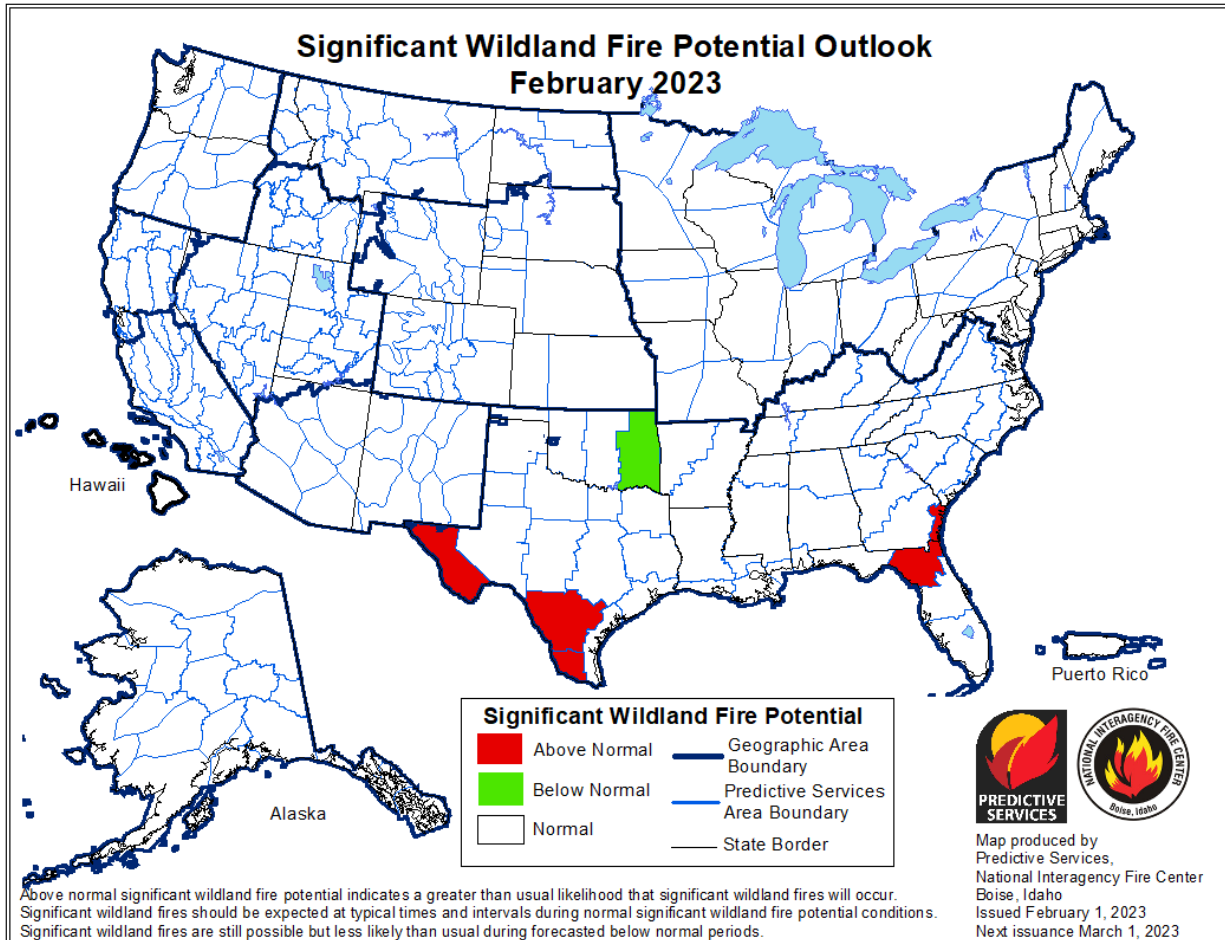 Significant Wildland Fire Potential Outlook
February 2023
Hawaii
Alaska
Puerto Rico
Significant Wildland Fire Potential
Above Normal
Below Normal
Normal
Geographic Area
Boundary
Predictive Services
Area Boundary
State Border
PREDICTIVE
SERVICES
NATIONAL INTERAGENCY FIRE CENTER
Boise, Idaho
Map produced by
Predictive Services,
National Interagency Fire Center
Boise, Idaho
Issued February 1, 2023
Next issuance March 1, 2023
Above normal significant wildland fire potential indicates a greater than usual likelihood that significant wildland fires will occur.
Significant wildland fires should be expected at typical times and intervals during normal significant wildland fire potential conditions.
Significant wildland fires are still possible but less likely than usual during forecasted below normal periods.